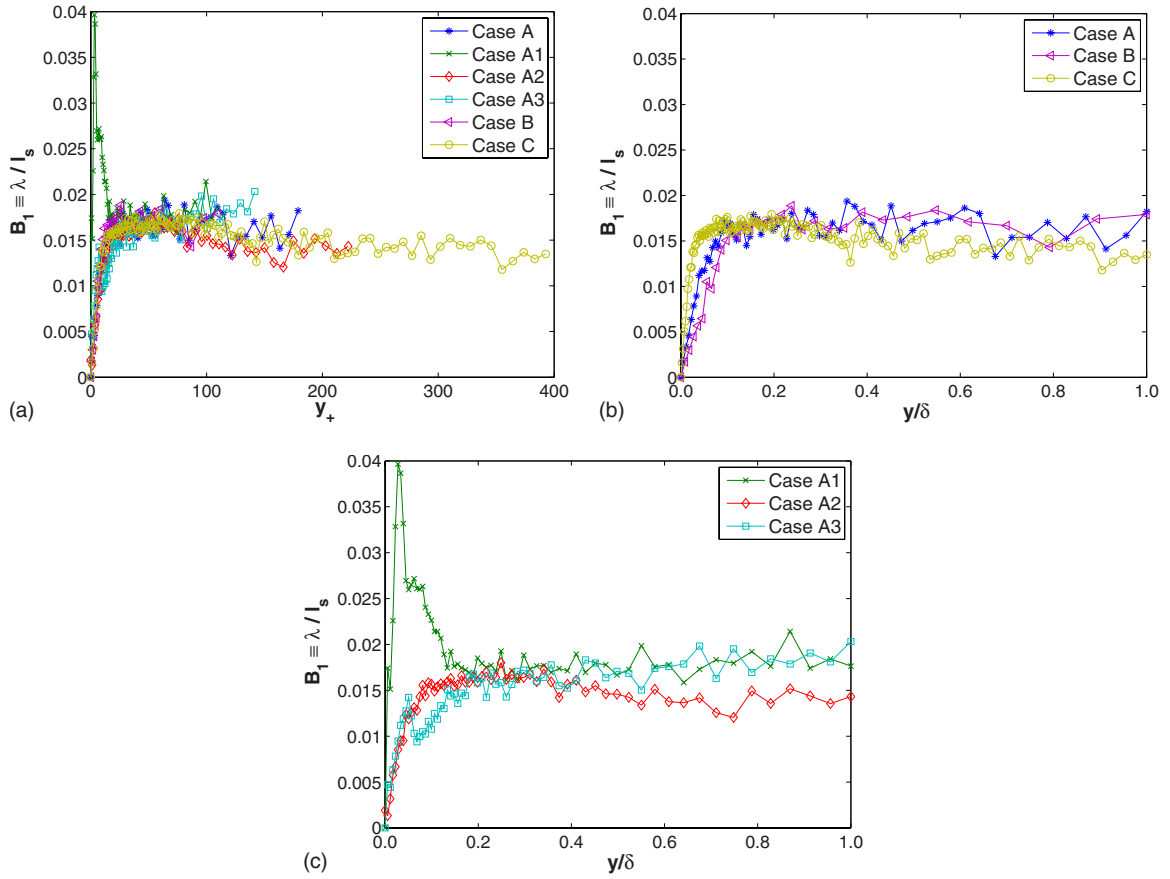 0.04
0.035
0.03
0.025
0.02
0.015
0.01
0.005
0
B₁ ≡ λ / l_s
0 100 200 300 400
y₊
(a)
Case A
Case A1
Case A2
Case A3
Case B
Case C
0.04
0.035
0.03
0.025
0.02
0.015
0.01
0.005
0
B₁ ≡ λ / l_s
0.0 0.2 0.4 0.6 0.8 1.0
y/δ
(b)
Case A
Case B
Case C
0.04
0.035
0.03
0.025
0.02
0.015
0.01
0.005
0
B₁ ≡ λ / l_s
0.0 0.2 0.4 0.6 0.8 1.0
y/δ
(c)
Case A1
Case A2
Case A3